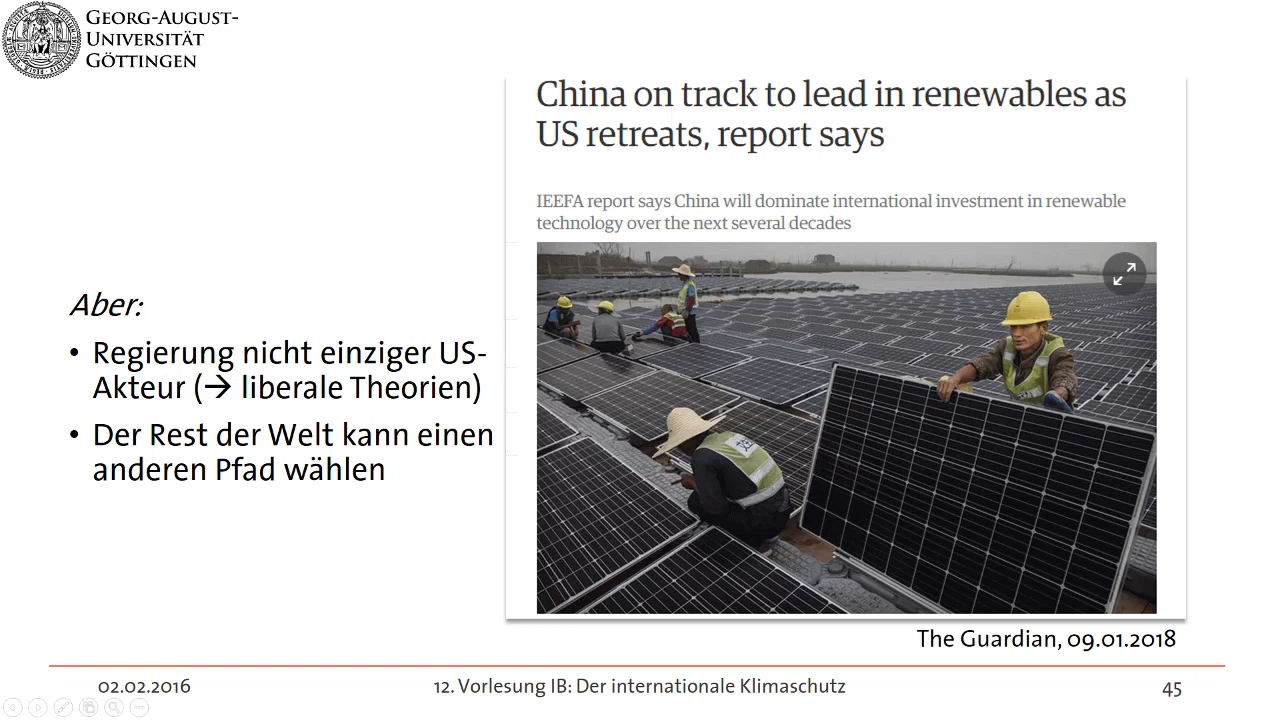 GEORG-AUGUST-
UNIVERSITÄT
GÖTTINGEN
China on track to lead in renewables as
US retreats, report says
IEEFA report says China will dominate international investment in renewable
technology over the next several decades
Aber:
• Regierung nicht einziger US-
Akteur (→ liberale Theorien)
• Der Rest der Welt kann einen
anderen Pfad wählen
The Guardian, 09.01.2018
02.02.2016
12. Vorlesung IB: Der internationale Klimaschutz
45